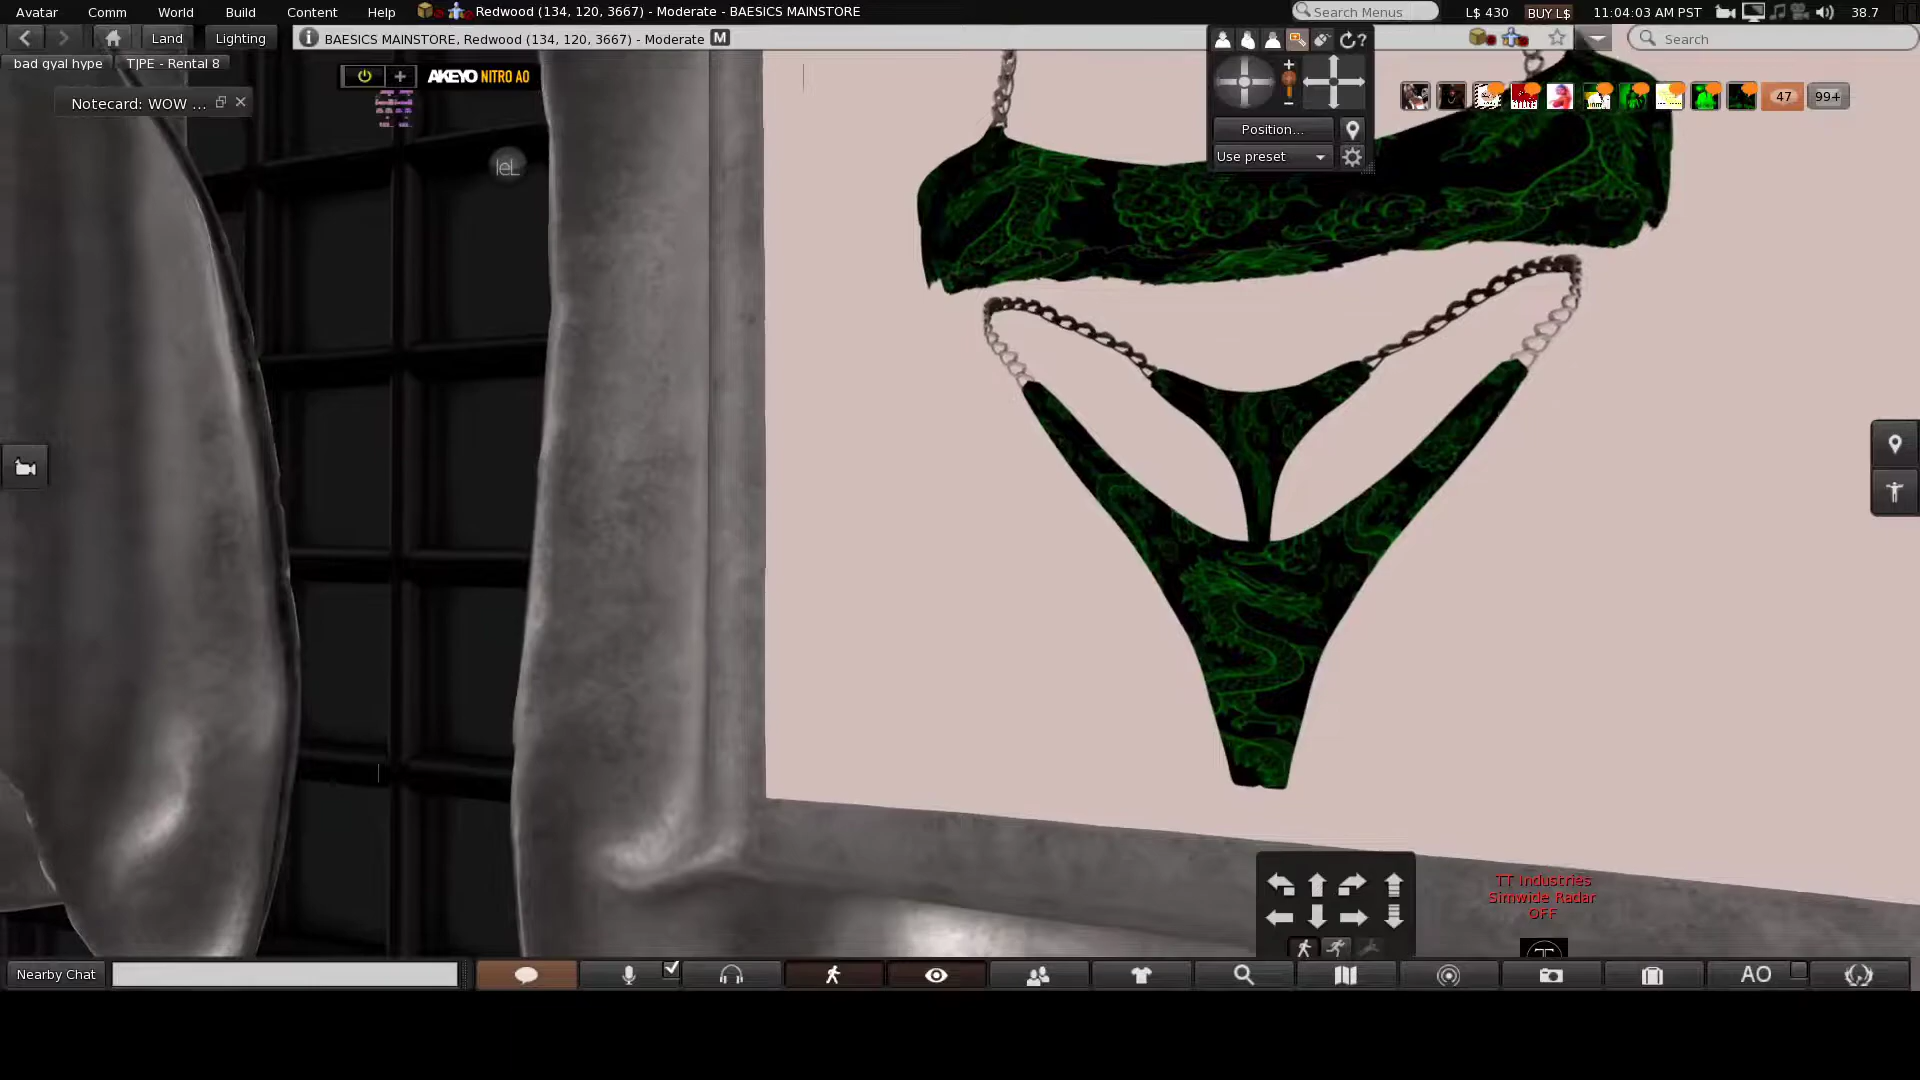 Avatar Comm World Build Content Help Redwood (134, 120, 3667) - Moderate - BAESICS MAINSTORE Search Menus L$ 430 BUY L$ 11:04:03 AM PST 38.7
Land Lighting BAESICS MAINSTORE, Redwood (134, 120, 3667) - Moderate M Search
bad gyal hype T|PE - Rental 8
AKEYO NITRO AO
Notecard: WOW ...
47 99+
Position...
Use preset
leL
TT Industries
Simwide Radar
OFF
Nearby Chat AO